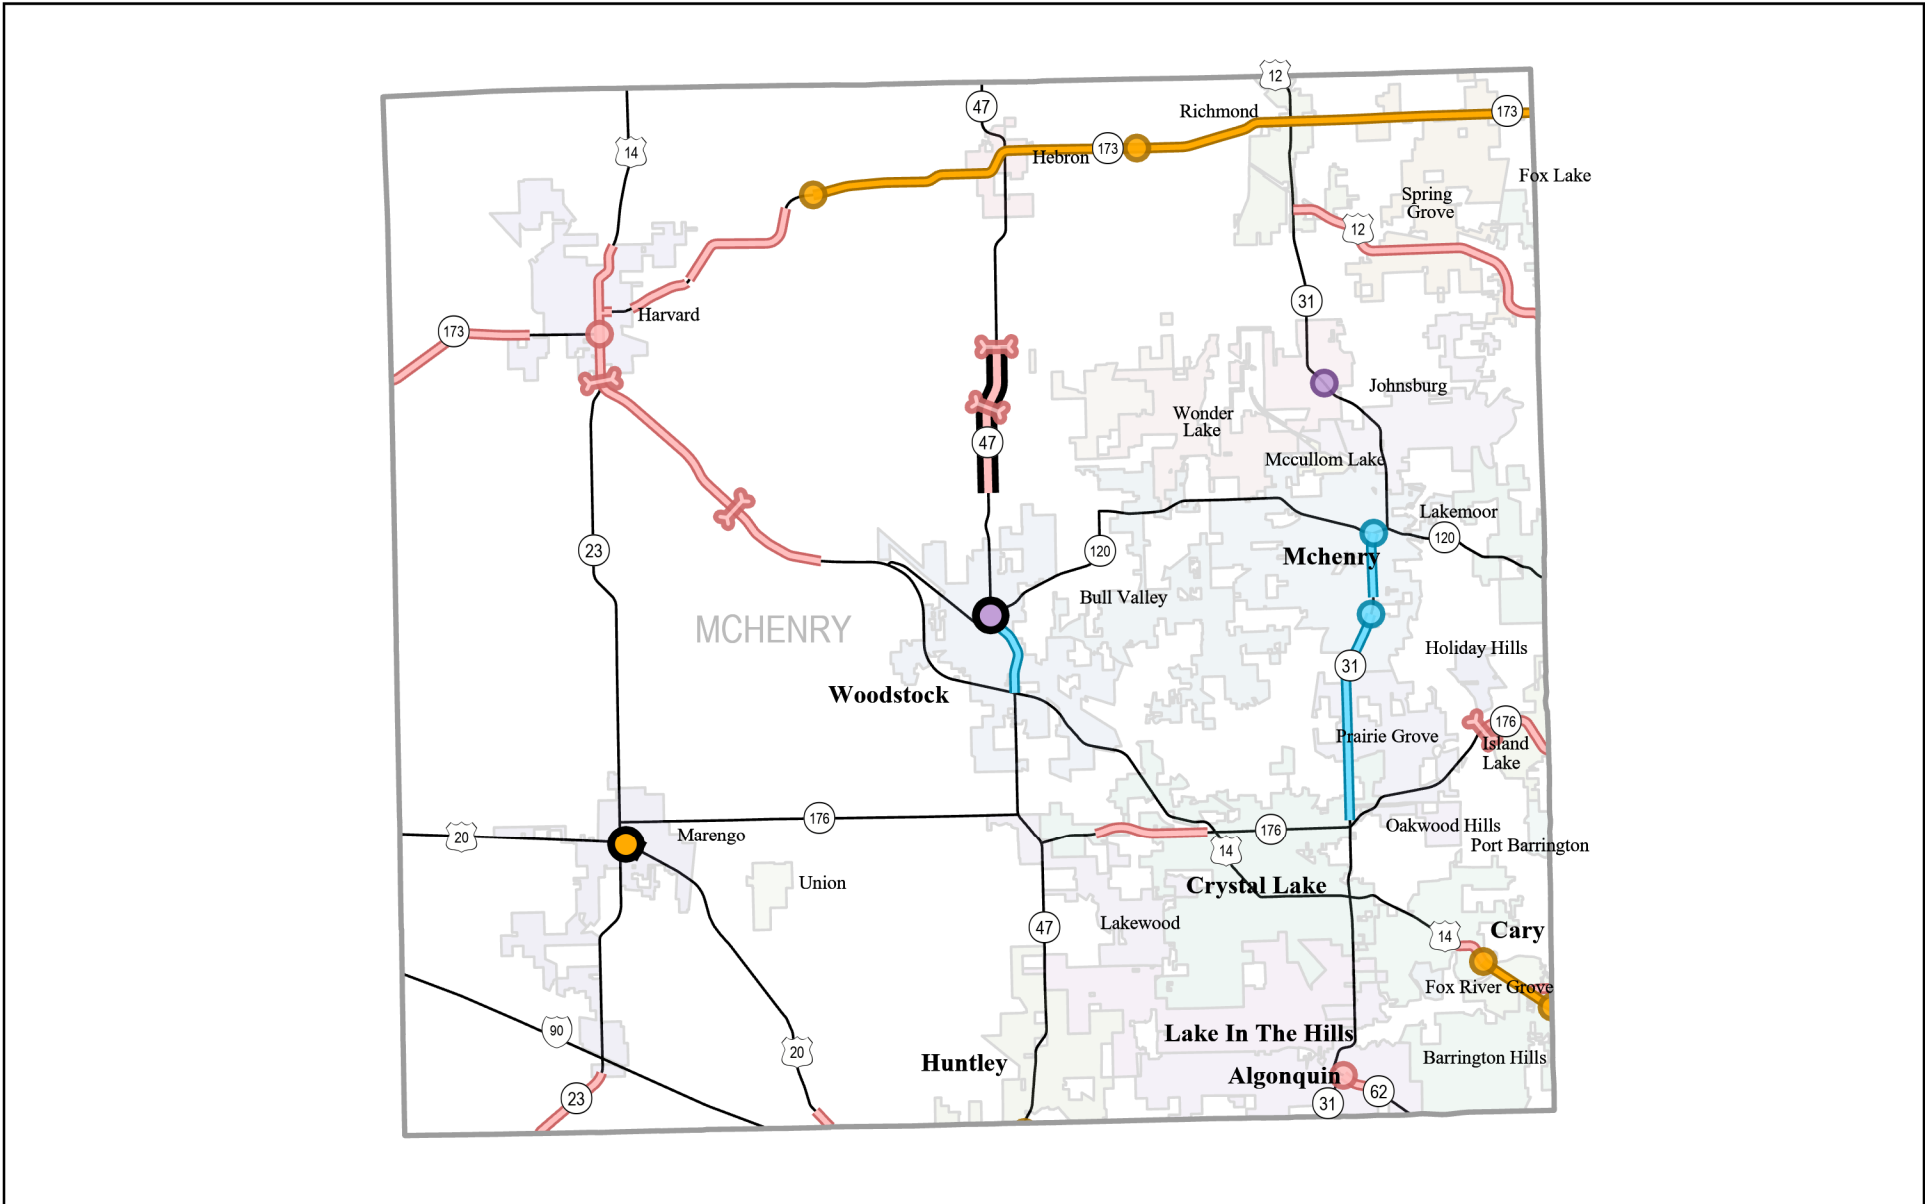 12
47
173
Richmond
14
173
Hebron
Fox Lake
Spring
Grove
12
31
Harvard
173
Johnsburg
Wonder
Lake
47
Mccullom Lake
Lakemoor
120
23
120
Mchenry
Bull Valley
MCHENRY
Holiday Hills
31
Woodstock
176
Prairie Grove
Island
Lake
176
176
Oakwood Hills
20
Marengo
Port Barrington
14
Union
Crystal Lake
Lakewood
47
Cary
14
Fox River Grove
90
Lake In The Hills
20
Huntley
Barrington Hills
Algonquin
23
62
31